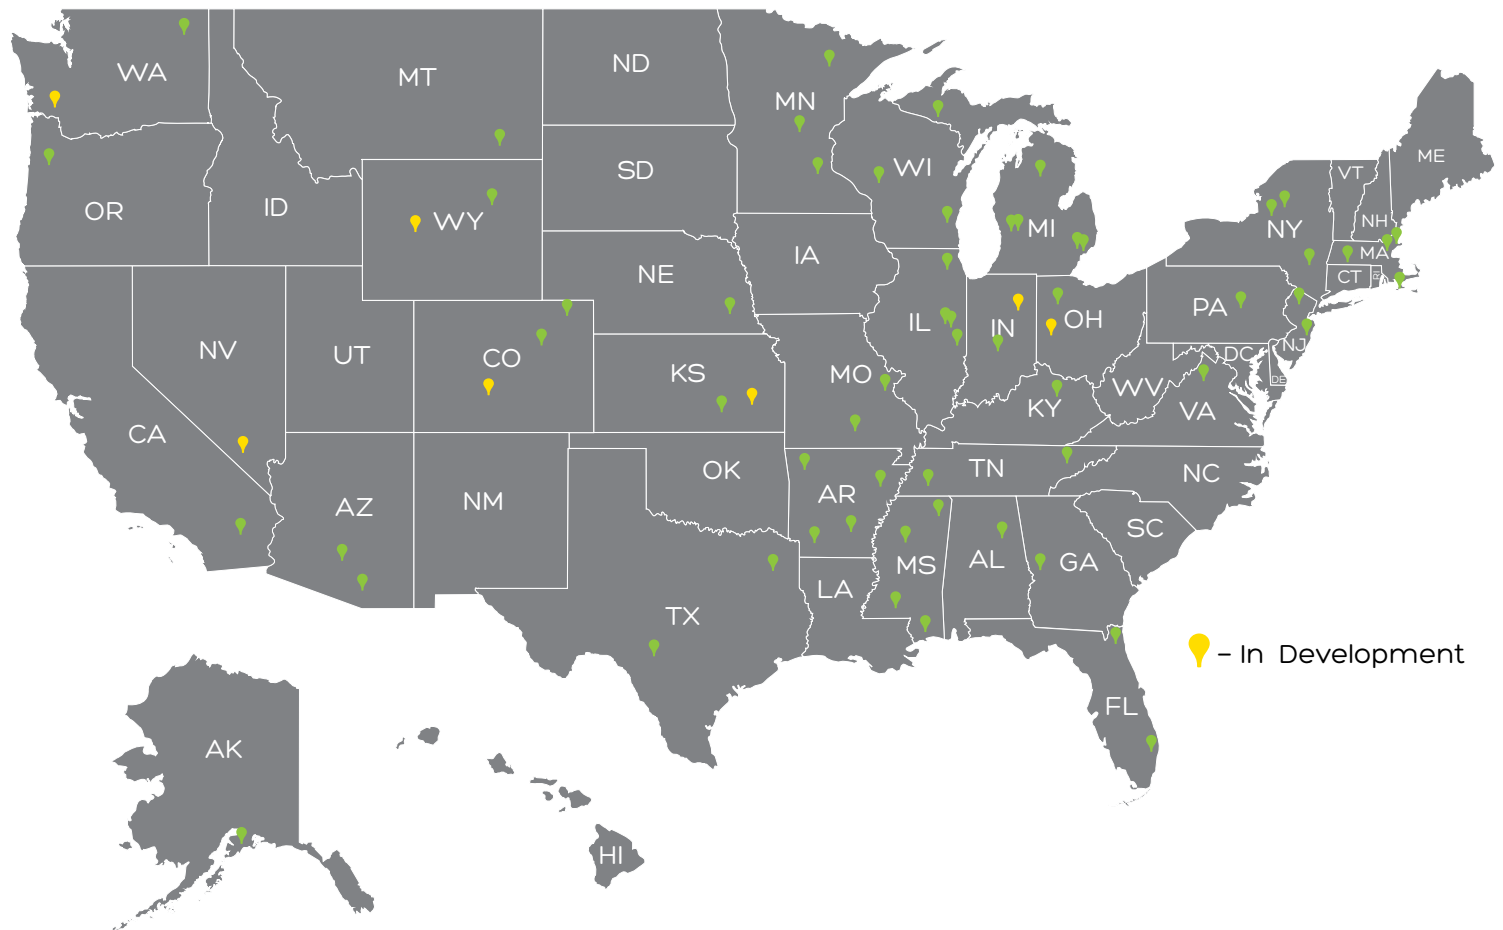 WA
MT
ND
MN
ME
VT
SD
WI
OR
ID
WY
NH
MI
NY
IA
MA
NE
CT
RI
PA
IL
OH
IN
NV
UT
CO
NJ
DC
KS
MO
DE
WV
KY
VA
CA
OK
TN
NC
AR
AZ
NM
SC
MS
AL
GA
LA
TX
– In Development
FL
AK
HI